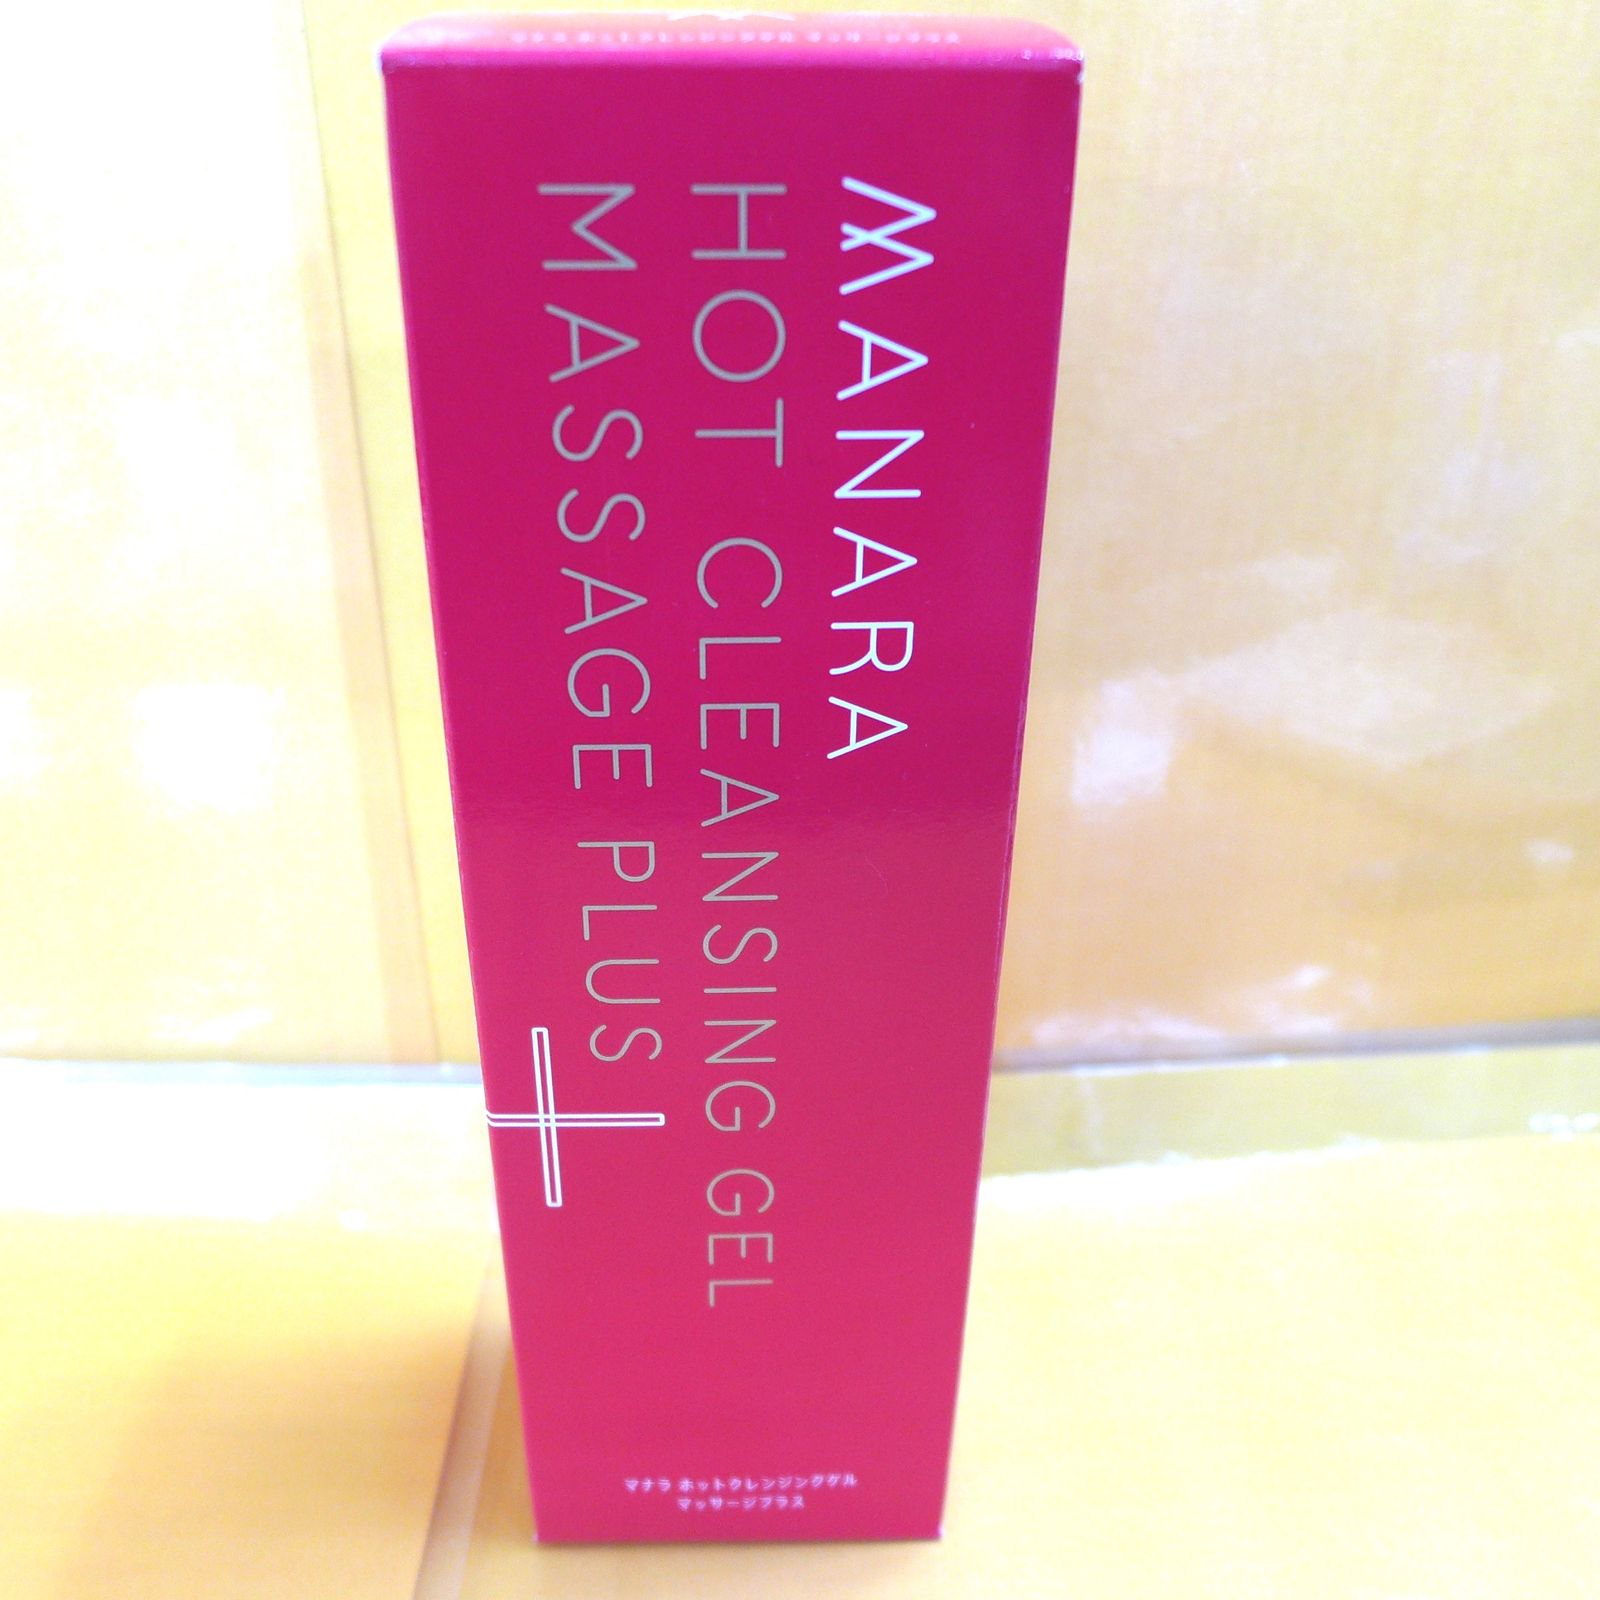 MANARA
HOT CLEANSING GEL
MASSAGE PLUS
マナラ ホットクレンジングゲル
マッサージプラス